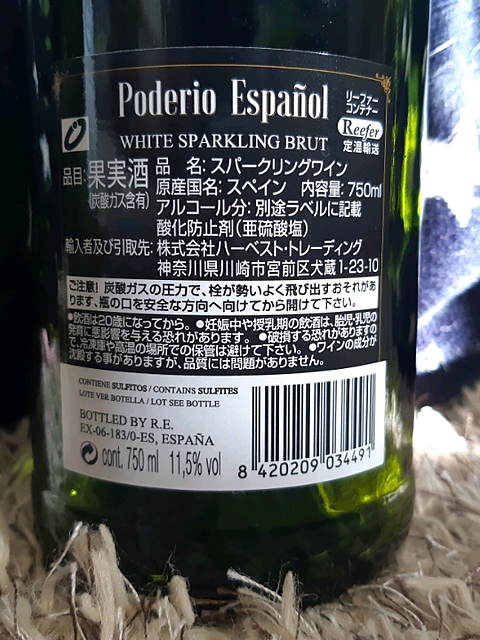 Poderio Español
リーファー
コンテナー
Reefer
定温輸送
WHITE SPARKLING BRUT
品目:果実酒
(炭酸ガス含有)
品 名:スパークリングワイン
原産国名:スペイン 内容量:750ml
アルコール分:別途ラベルに記載
酸化防止剤(亜硫酸塩)
輸入者及び引取先:株式会社ハーベスト・トレーディング
神奈川県川崎市宮前区犬蔵1-23-10
ご注意!炭酸ガスの圧力で、栓が勢いよく飛び出すおそれがあ
ります、瓶の口を安全な方向へ向けてから開けて下さい。
●飲酒は20歳になってから。●妊娠中や授乳期の飲酒は、胎児・乳児の
発育に悪影響を与える恐れがあります。●破損する恐れがありますの
で、冷凍庫や高温の場所での保管は避けて下さい。●ワインの成分が
沈殿する事がありますが、品質には問題がありません。
CONTIENE SULFITOS / CONTAINS SULFITES
LOTE VER BOTELLA / LOT SEE BOTTLE
BOTTLED BY R.E.
EX-06-183/0-ES, ESPAÑA
cont. 750 ml 11,5% vol
8 420209 034491